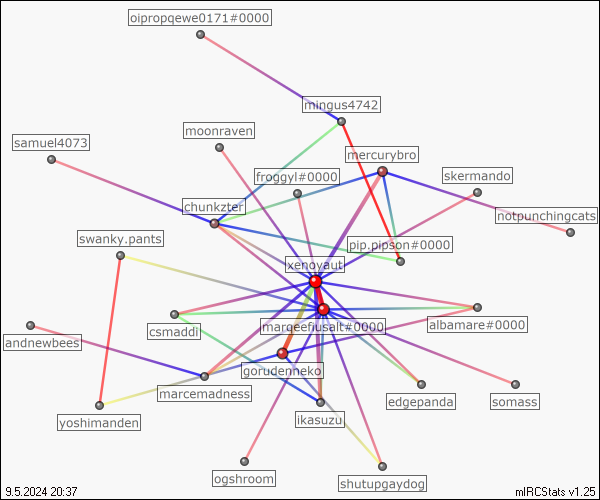 oipropqewe0171#0000
mingus4742
moonraven
samuel4073
mercurybro
froggyl#0000
skermando
chunkzter
notpunchingcats
swanky.pants
pip.pipson#0000
xenoyaut
csmaddi
marqeefiusalt#0000
albamare#0000
andnewbees
gorudenneko
marcemadness
edgepanda
somass
yoshimanden
ikasuzu
ogshroom
shutupgaydog
9.5.2024 20:37
mIRCStats v1.25